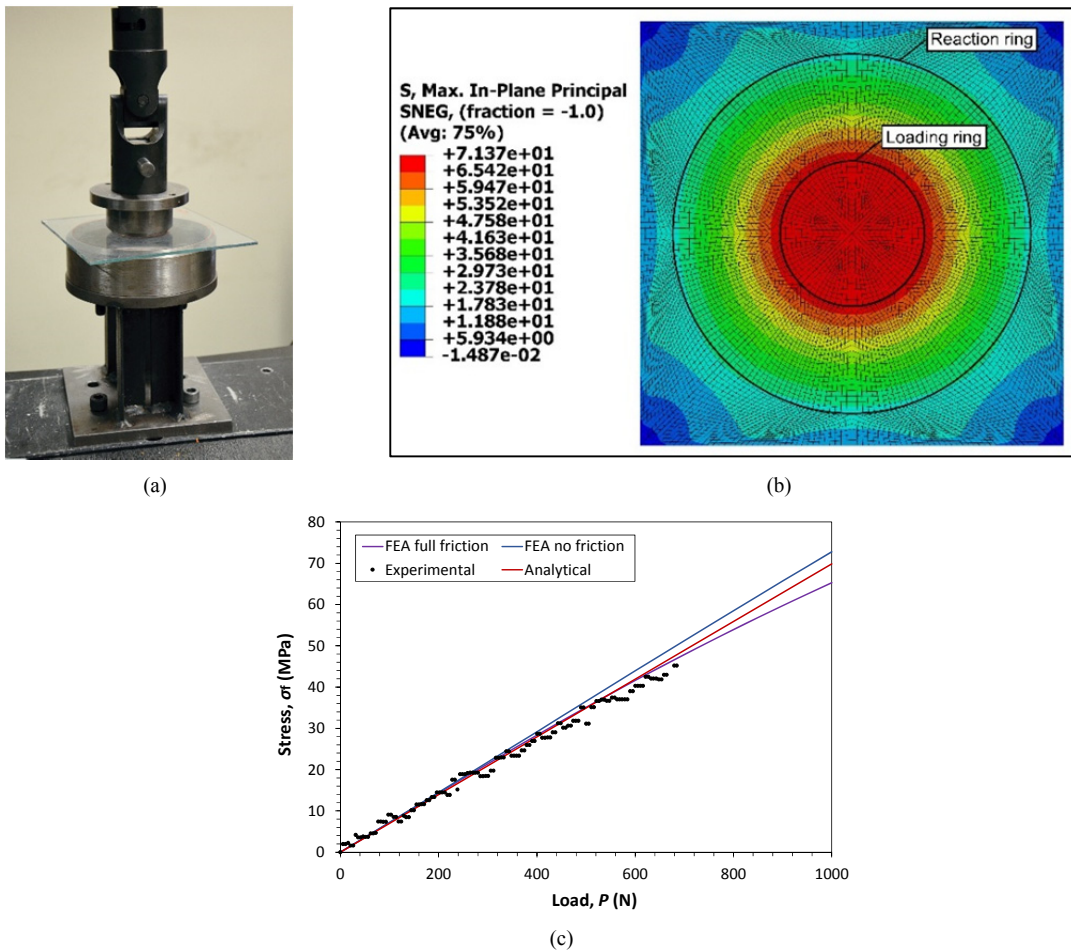 S, Max. In-Plane Principal
SNEG, (fraction = -1.0)
(Avg: 75%)
+7.137e+01
+6.542e+01
+5.947e+01
+5.352e+01
+4.758e+01
+4.163e+01
+3.568e+01
+2.973e+01
+2.378e+01
+1.783e+01
+1.188e+01
+5.934e+00
-1.487e-02
Reaction ring
Loading ring
(a)
(b)
FEA full friction
FEA no friction
Experimental
Analytical
Stress, σf (MPa)
80
70
60
50
40
30
20
10
0
0 200 400 600 800 1000
Load, P (N)
(c)